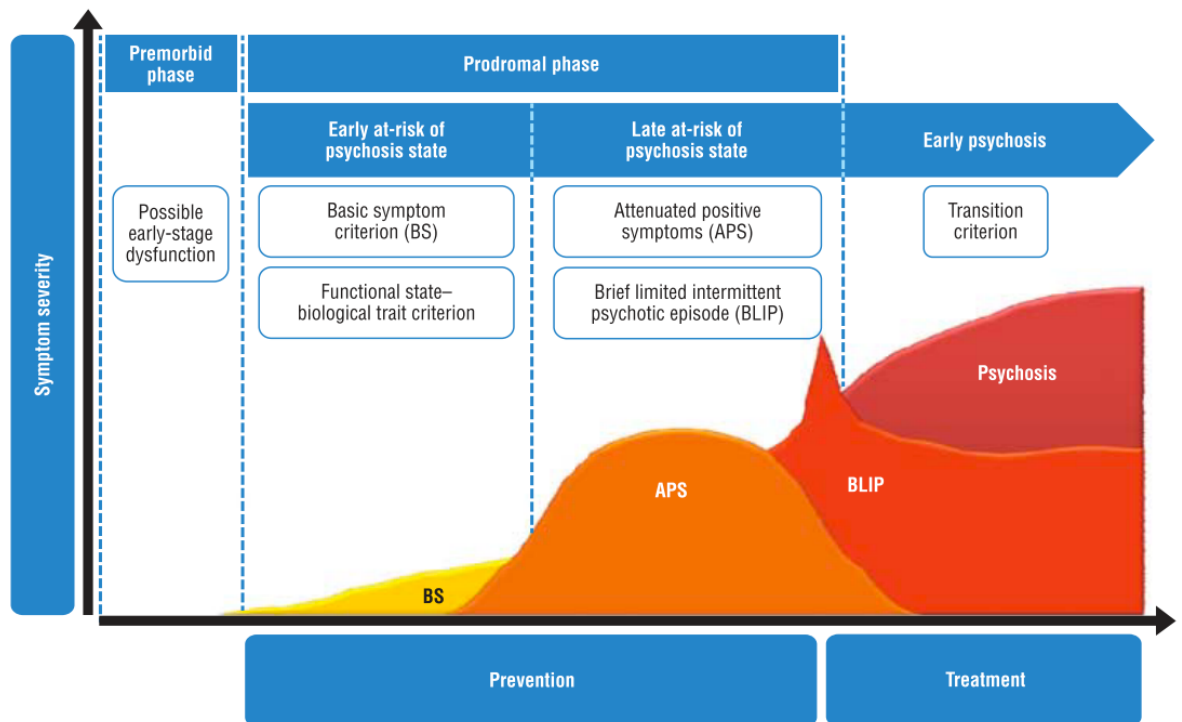 Premorbid
phase
Prodromal phase
Early at-risk of
psychosis state
Late at-risk of
psychosis state
Early psychosis
Possible
early-stage
dysfunction
Basic symptom
criterion (BS)
Attenuated positive
symptoms (APS)
Transition
criterion
Functional state–
biological trait criterion
Brief limited intermittent
psychotic episode (BLIP)
Symptom severity
Psychosis
APS
BLIP
BS
Prevention
Treatment